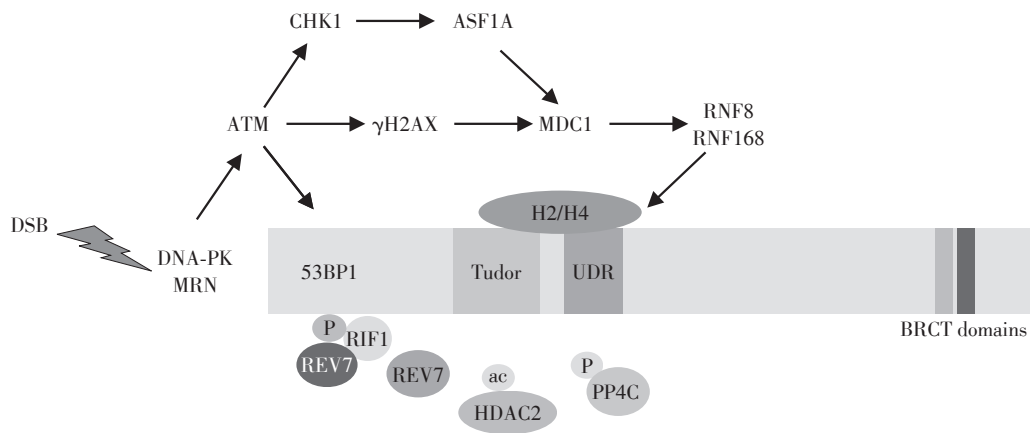 CHK1
ASF1A
ATM
γH2AX
MDC1
RNF8
RNF168
H2/H4
DSB
DNA-PK
MRN
53BP1
Tudor
UDR
BRCT domains
P
RIF1
REV7
REV7
ac
HDAC2
P
PP4C